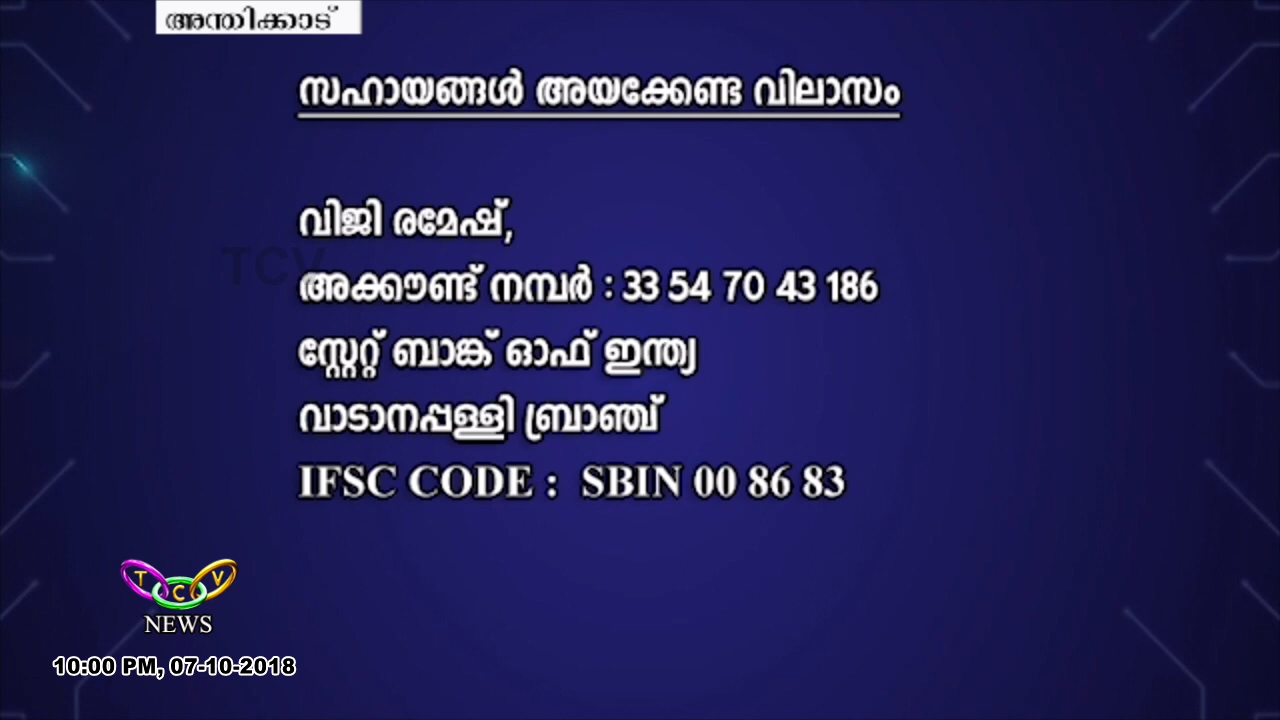 അന്തിക്കാട്
സഹായങ്ങൾ അയക്കേണ്ട വിലാസം
വിജി രമേഷ്,
TCV
അക്കൗണ്ട് നമ്പർ : 33 54 70 43 186
സ്റ്റേറ്റ് ബാങ്ക് ഓഫ് ഇന്ത്യ
വാടാനപ്പള്ളി ബ്രാഞ്ച്
IFSC CODE : SBIN 00 86 83
T C V
NEWS
10:00 PM, 07-10-2018